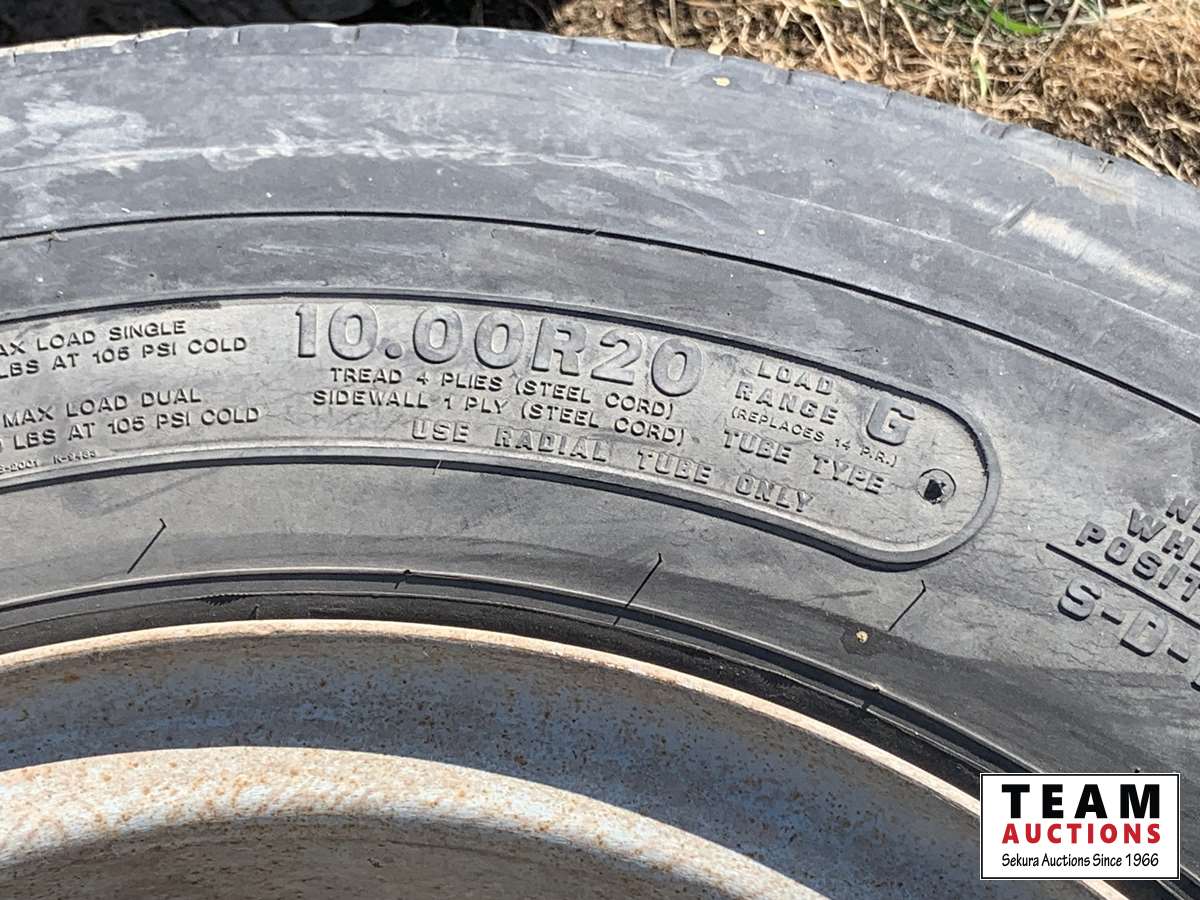 MAX LOAD SINGLE
LBS AT 105 PSI COLD
MAX LOAD DUAL
LBS AT 105 PSI COLD
10.00R20
TREAD 4 PLIES (STEEL CORD)
SIDEWALL 1 PLY (STEEL CORD)
USE RADIAL TUBE ONLY
LOAD
RANGE G
(REPLACES 14 P.R.)
TUBE TYPE
S-D-
TEAM
AUCTIONS
Sekura Auctions Since 1966